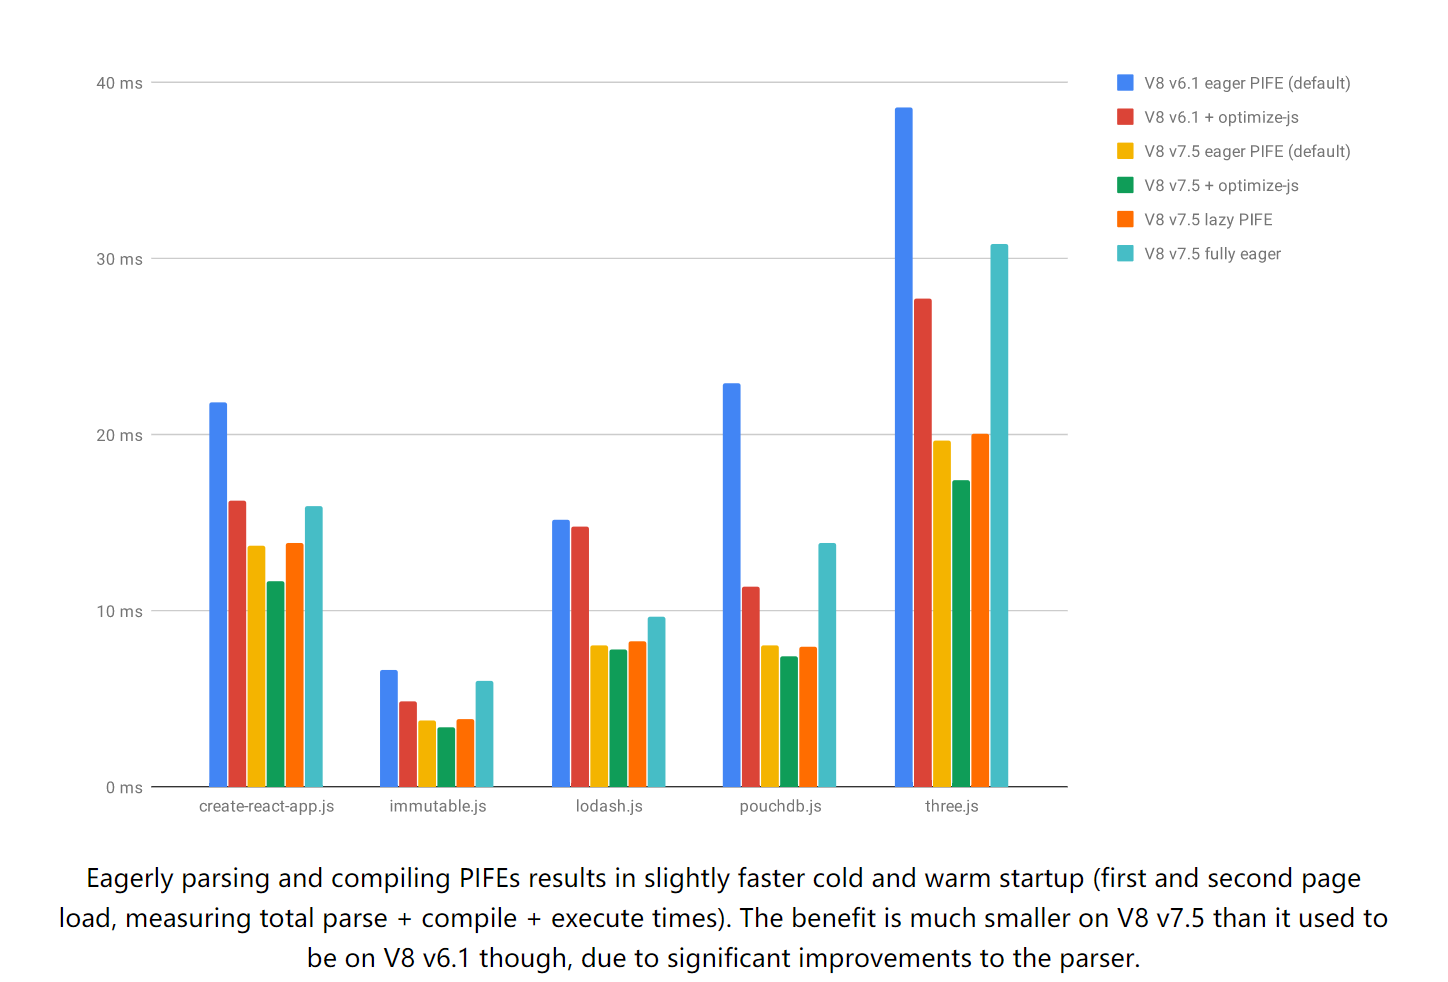 40 ms
30 ms
20 ms
10 ms
0 ms
create-react-app.js
immutable.js
lodash.js
pouchdb.js
three.js
V8 v6.1 eager PIFE (default)
V8 v6.1 + optimize-js
V8 v7.5 eager PIFE (default)
V8 v7.5 + optimize-js
V8 v7.5 lazy PIFE
V8 v7.5 fully eager
Eagerly parsing and compiling PIFEs results in slightly faster cold and warm startup (first and second page
load, measuring total parse + compile + execute times). The benefit is much smaller on V8 v7.5 than it used to
be on V8 v6.1 though, due to significant improvements to the parser.